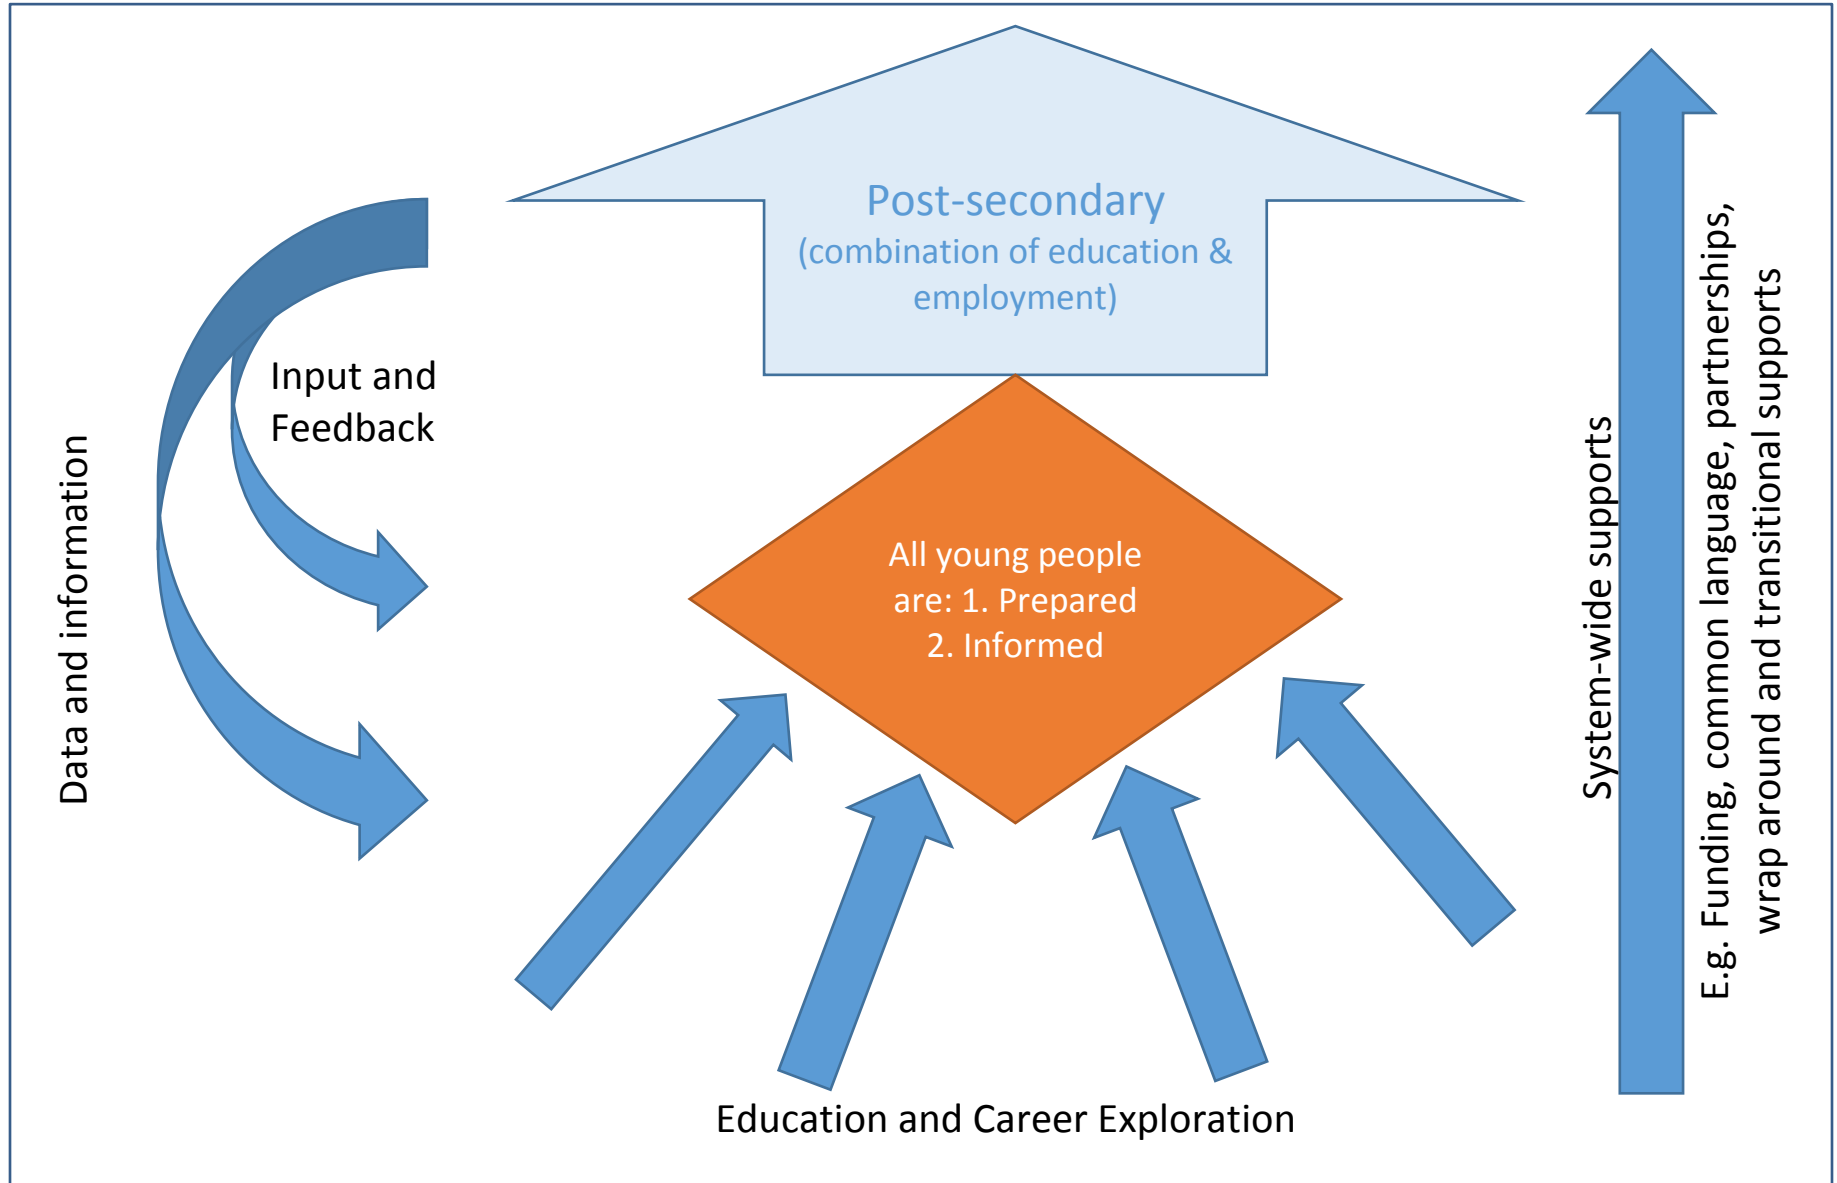 Post-secondary
(combination of education &
employment)
Input and
Feedback
Data and information
All young people
are: 1. Prepared
2. Informed
System-wide supports
E.g. Funding, common language, partnerships,
wrap around and transitional supports
Education and Career Exploration